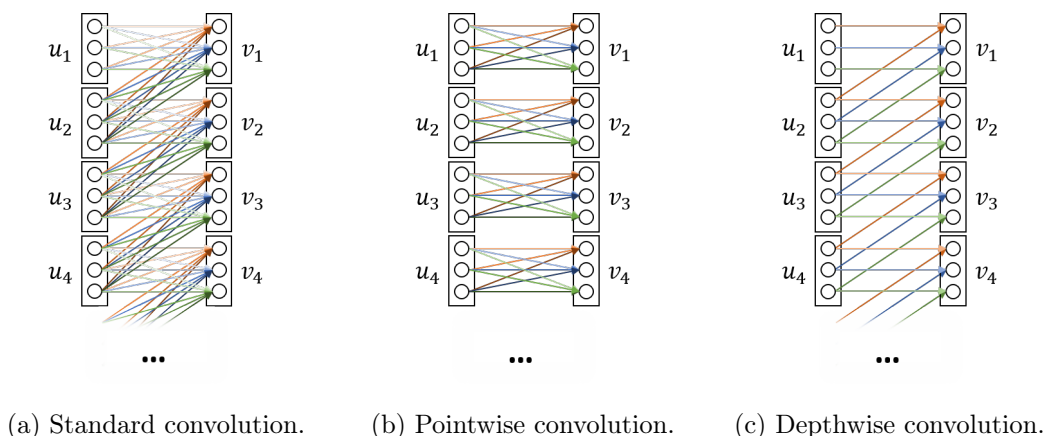 u₁ v₁ u₁ v₁ u₁ v₁
u₂ v₂ u₂ v₂ u₂ v₂
u₃ v₃ u₃ v₃ u₃ v₃
u₄ v₄ u₄ v₄ u₄ v₄
... ... ...
(a) Standard convolution. (b) Pointwise convolution. (c) Depthwise convolution.